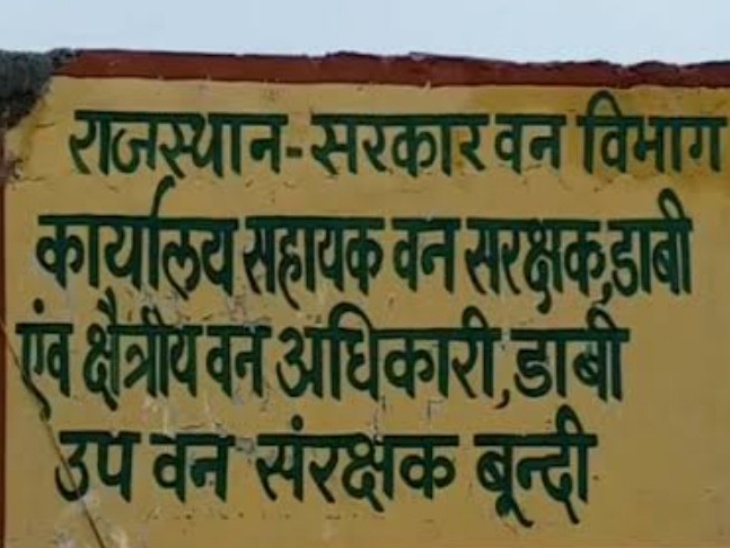 राजस्थान-सरकार वन विभाग
कार्यालय सहायक वन सरक्षक,डाबी
एंव क्षैत्रीय वन अधिकारी,डाबी
उप वन संरक्षक बून्दी